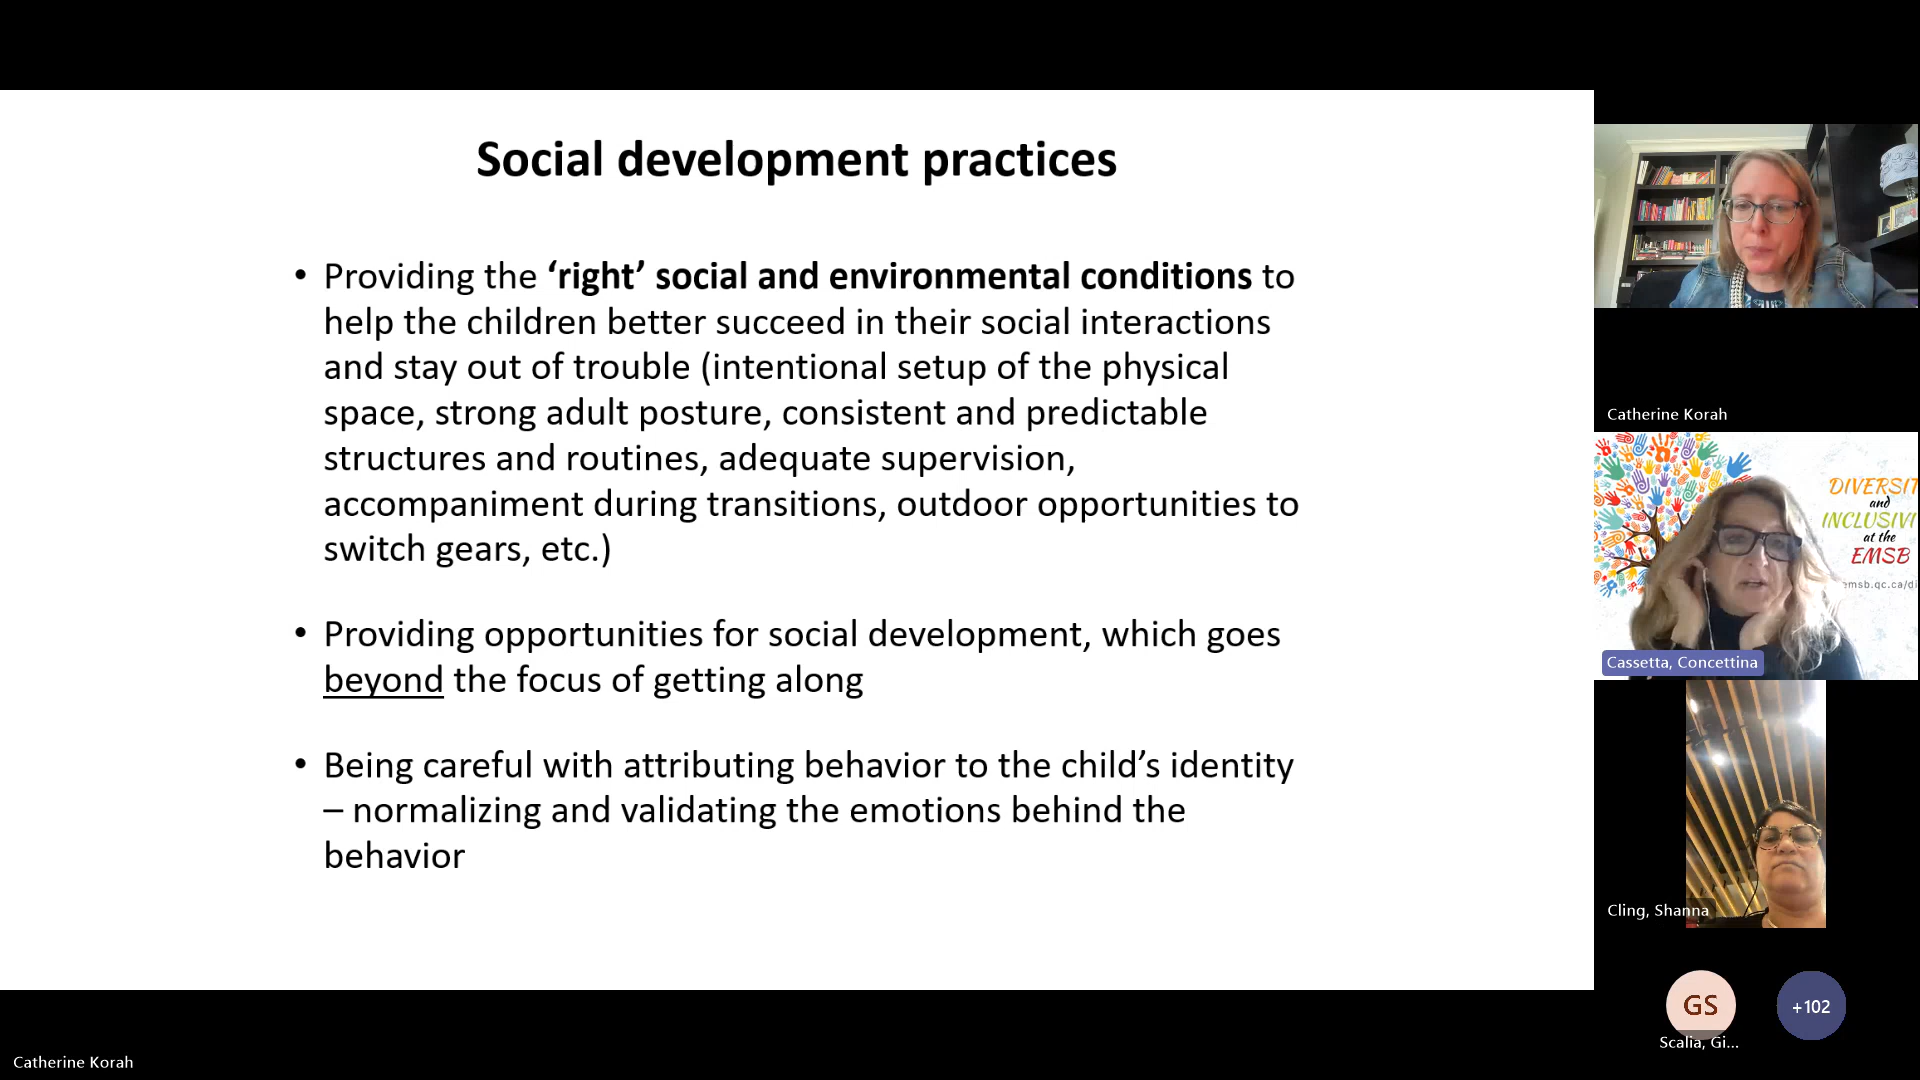 Social development practices
• Providing the ‘right’ social and environmental conditions to
help the children better succeed in their social interactions
and stay out of trouble (intentional setup of the physical
space, strong adult posture, consistent and predictable
structures and routines, adequate supervision,
accompaniment during transitions, outdoor opportunities to
switch gears, etc.)
• Providing opportunities for social development, which goes
beyond the focus of getting along
• Being careful with attributing behavior to the child’s identity
– normalizing and validating the emotions behind the
behavior
Catherine Korah
DIVERSIT
and
INCLUSIVI
at the
EMSB
emsb.qc.ca/di
Cassetta, Concettina
Cling, Shanna
GS
+102
Scalia, Gi...
Catherine Korah